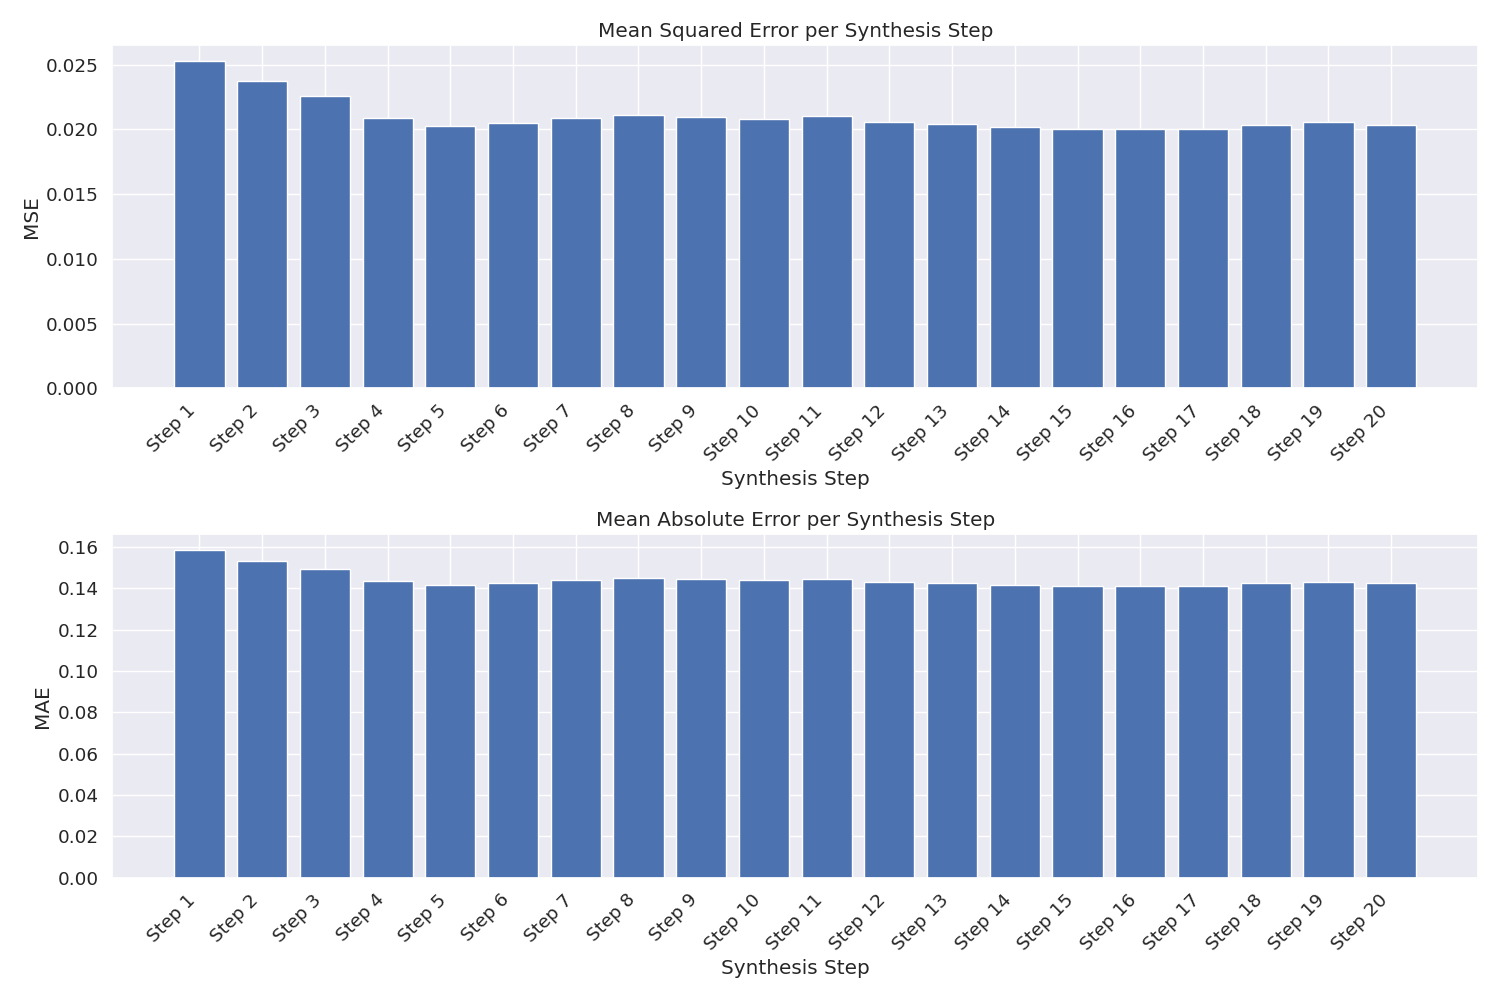 Mean Squared Error per Synthesis Step
0.025
0.020
0.015
0.010
0.005
0.000
MSE
Step 1
Step 2
Step 3
Step 4
Step 5
Step 6
Step 7
Step 8
Step 9
Step 10
Step 11
Step 12
Step 13
Step 14
Step 15
Step 16
Step 17
Step 18
Step 19
Step 20
Synthesis Step
Mean Absolute Error per Synthesis Step
0.16
0.14
0.12
0.10
0.08
0.06
0.04
0.02
0.00
MAE
Step 1
Step 2
Step 3
Step 4
Step 5
Step 6
Step 7
Step 8
Step 9
Step 10
Step 11
Step 12
Step 13
Step 14
Step 15
Step 16
Step 17
Step 18
Step 19
Step 20
Synthesis Step